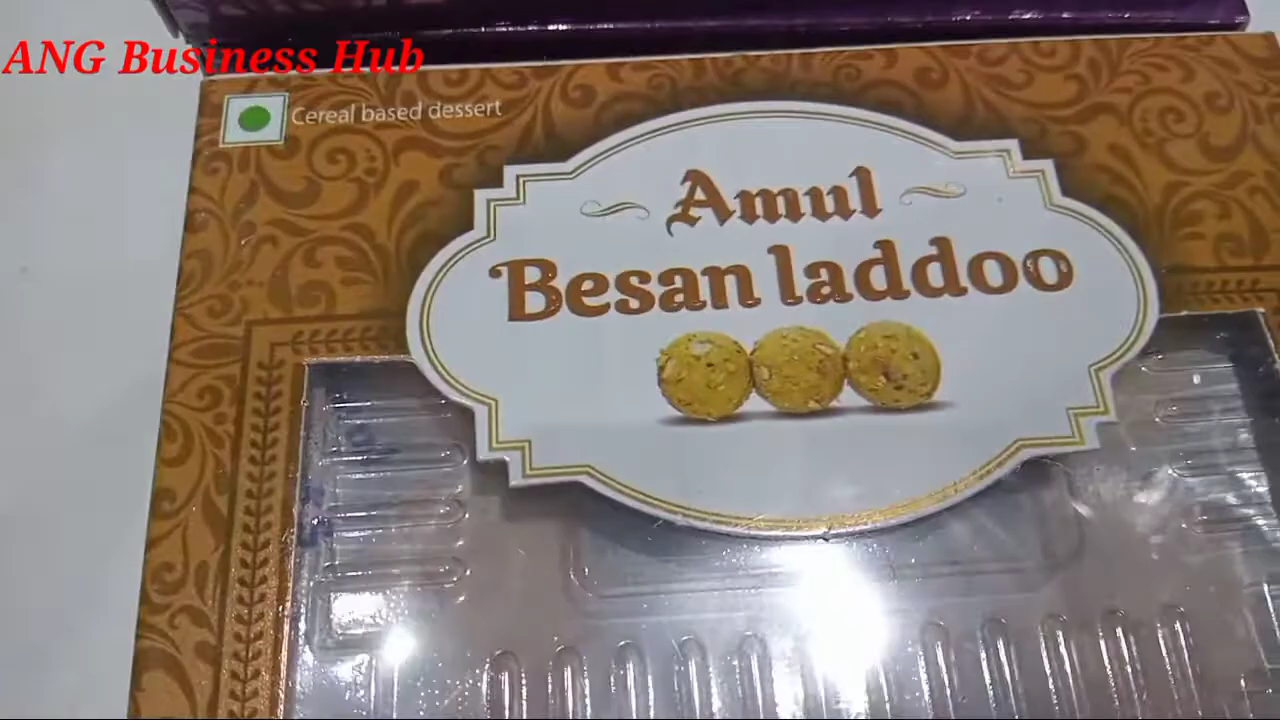 ANG Business Hub
Cereal based dessert
Amul
Besan laddoo